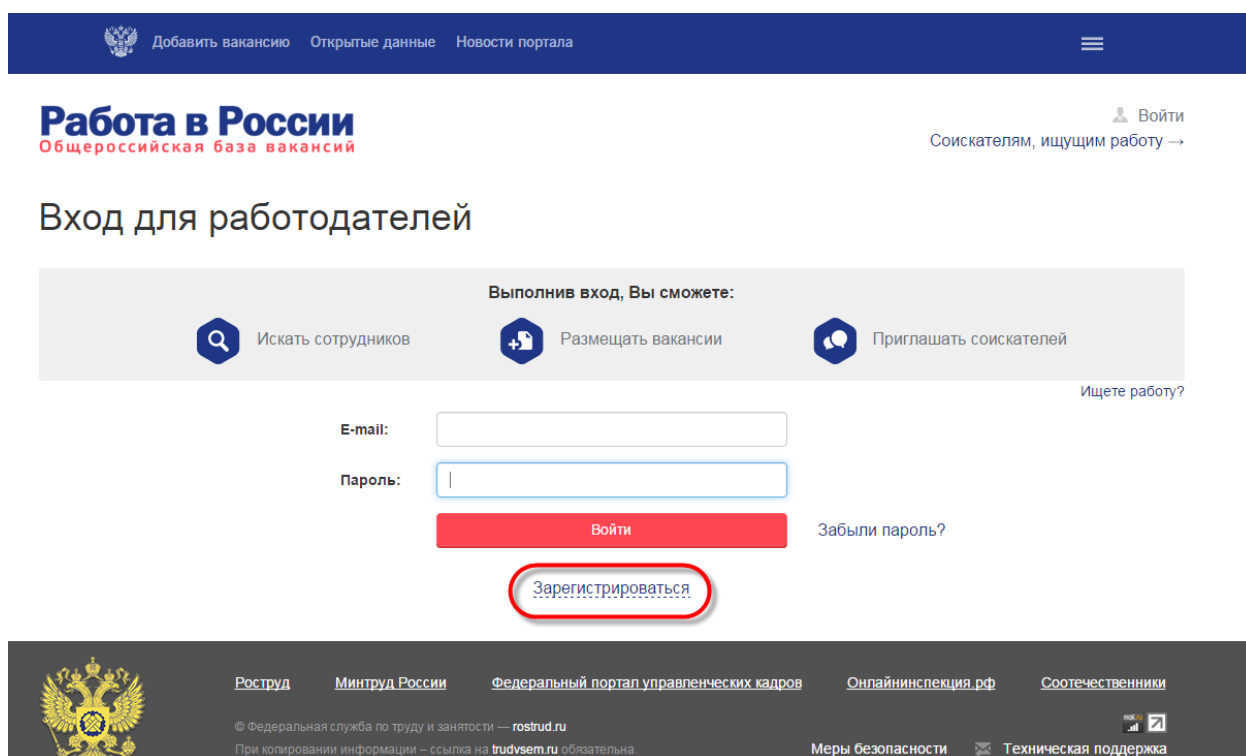 Добавить вакансию Открытые данные Новости портала
Работа в России
Общероссийская база вакансий
Войти
Соискателям, ищущим работу →
Вход для работодателей
Выполнив вход, Вы сможете:
Искать сотрудников Размещать вакансии Приглашать соискателей
Ищете работу?
E-mail:
Пароль:
Войти Забыли пароль?
Зарегистрироваться
Роструд Минтруд России Федеральный портал управленческих кадров Онлайнинспекция.рф Соотечественники
© Федеральная служба по труду и занятости — rostrud.ru
При копировании информации – ссылка на trudvsem.ru обязательна. Меры безопасности Техническая поддержка